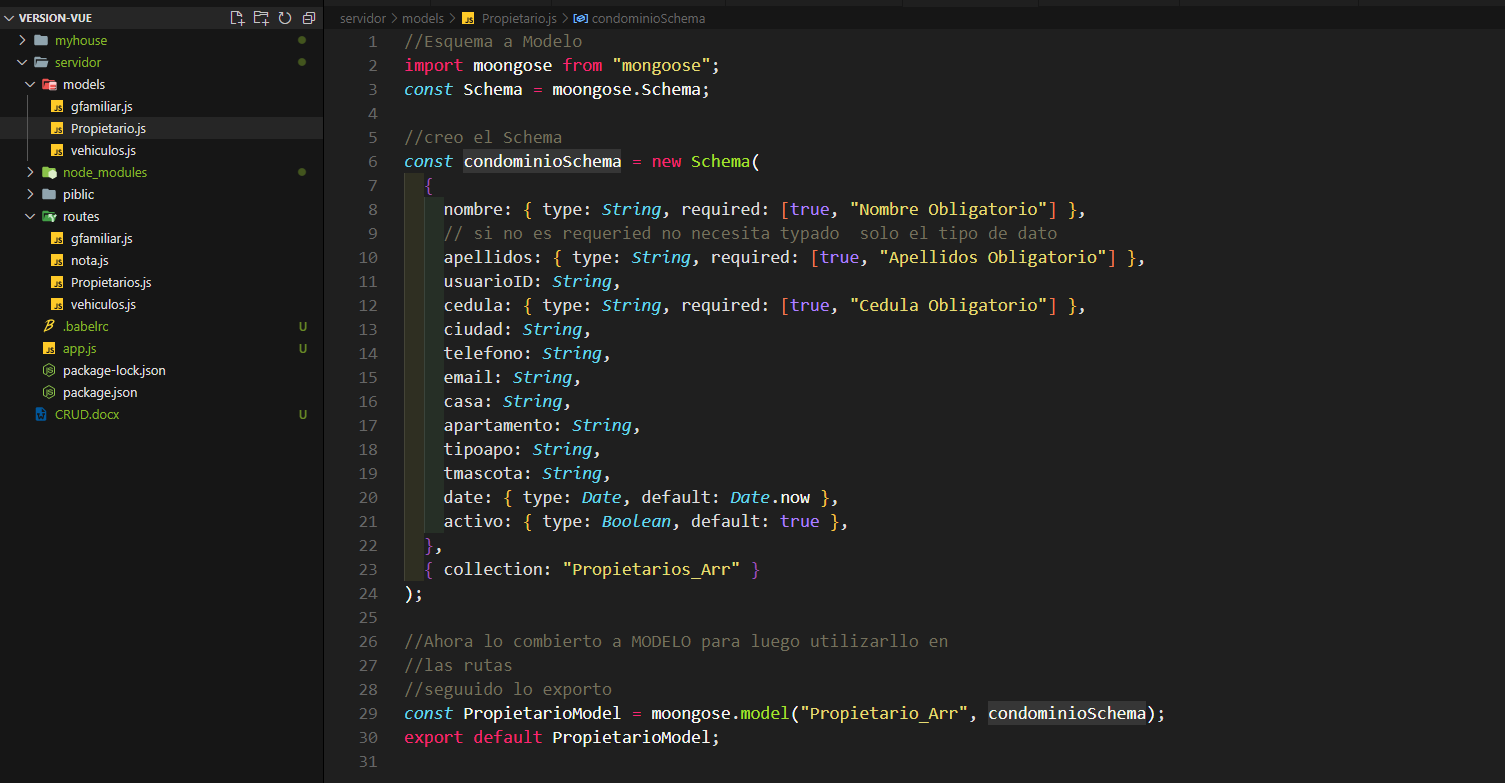 VERSION-VUE
myhouse
servidor
models
gfamiliar.js
JS Propietario.js
JS vehiculos.js
node_modules
piblic
routes
JS gfamiliar.js
JS nota.js
JS Propietarios.js
JS vehiculos.js
.babelrc U
JS app.js U
package-lock.json
package.json
CRUD.docx U
servidor > models > JS Propietario.js > condominioSchema
1 //Esquema a Modelo
2 import moongose from "mongoose";
3 const Schema = moongose.Schema;
4
5 //creo el Schema
6 const condominioSchema = new Schema(
7 {
8 nombre: { type: String, required: [true, "Nombre Obligatorio"] },
9 // si no es requeried no necesita typado  solo el tipo de dato
10 apellidos: { type: String, required: [true, "Apellidos Obligatorio"] },
11 usuarioID: String,
12 cedula: { type: String, required: [true, "Cedula Obligatorio"] },
13 ciudad: String,
14 telefono: String,
15 email: String,
16 casa: String,
17 apartamento: String,
18 tipoapo: String,
19 tmascota: String,
20 date: { type: Date, default: Date.now },
21 activo: { type: Boolean, default: true },
22 },
23 { collection: "Propietarios_Arr" }
24 );
25
26 //Ahora lo combierto a MODELO para luego utilizarllo en
27 //las rutas
28 //seguuido lo exporto
29 const PropietarioModel = moongose.model("Propietario_Arr", condominioSchema);
30 export default PropietarioModel;
31